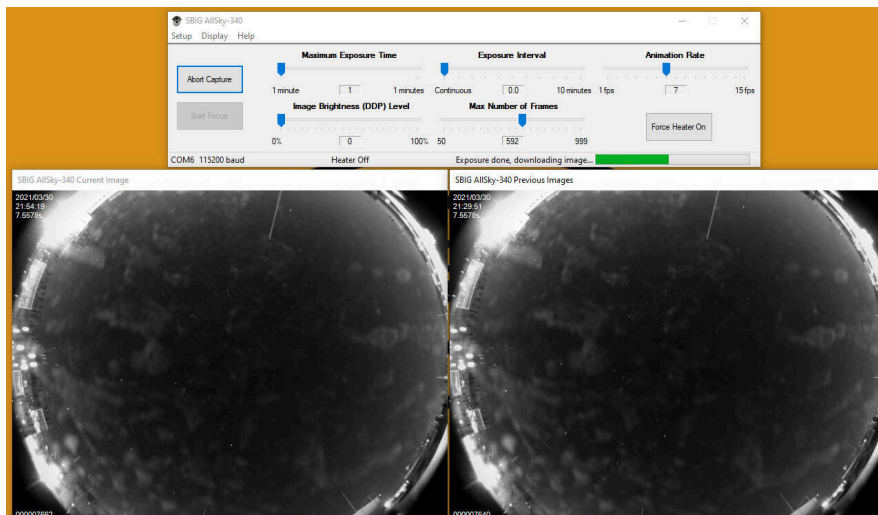 SBIG AllSky-340
Setup Display Help
Maximum Exposure Time
Exposure Interval
Animation Rate
Abort Capture
1 minute 1 1 minutes
Continuous 0.0 10 minutes
1 fps 7 15 fps
Start Focus
Image Brightness (DDP) Level
Max Number of Frames
Force Heater On
0% 0 100%
50 592 999
COM6 115200 baud Heater Off Exposure done, downloading image...
SBIG AllSky-340 Current Image
2021/03/30
21:54:19
7.5578s
000007662
SBIG AllSky-340 Previous Images
2021/03/30
21:29:51
7.5578s
000007640